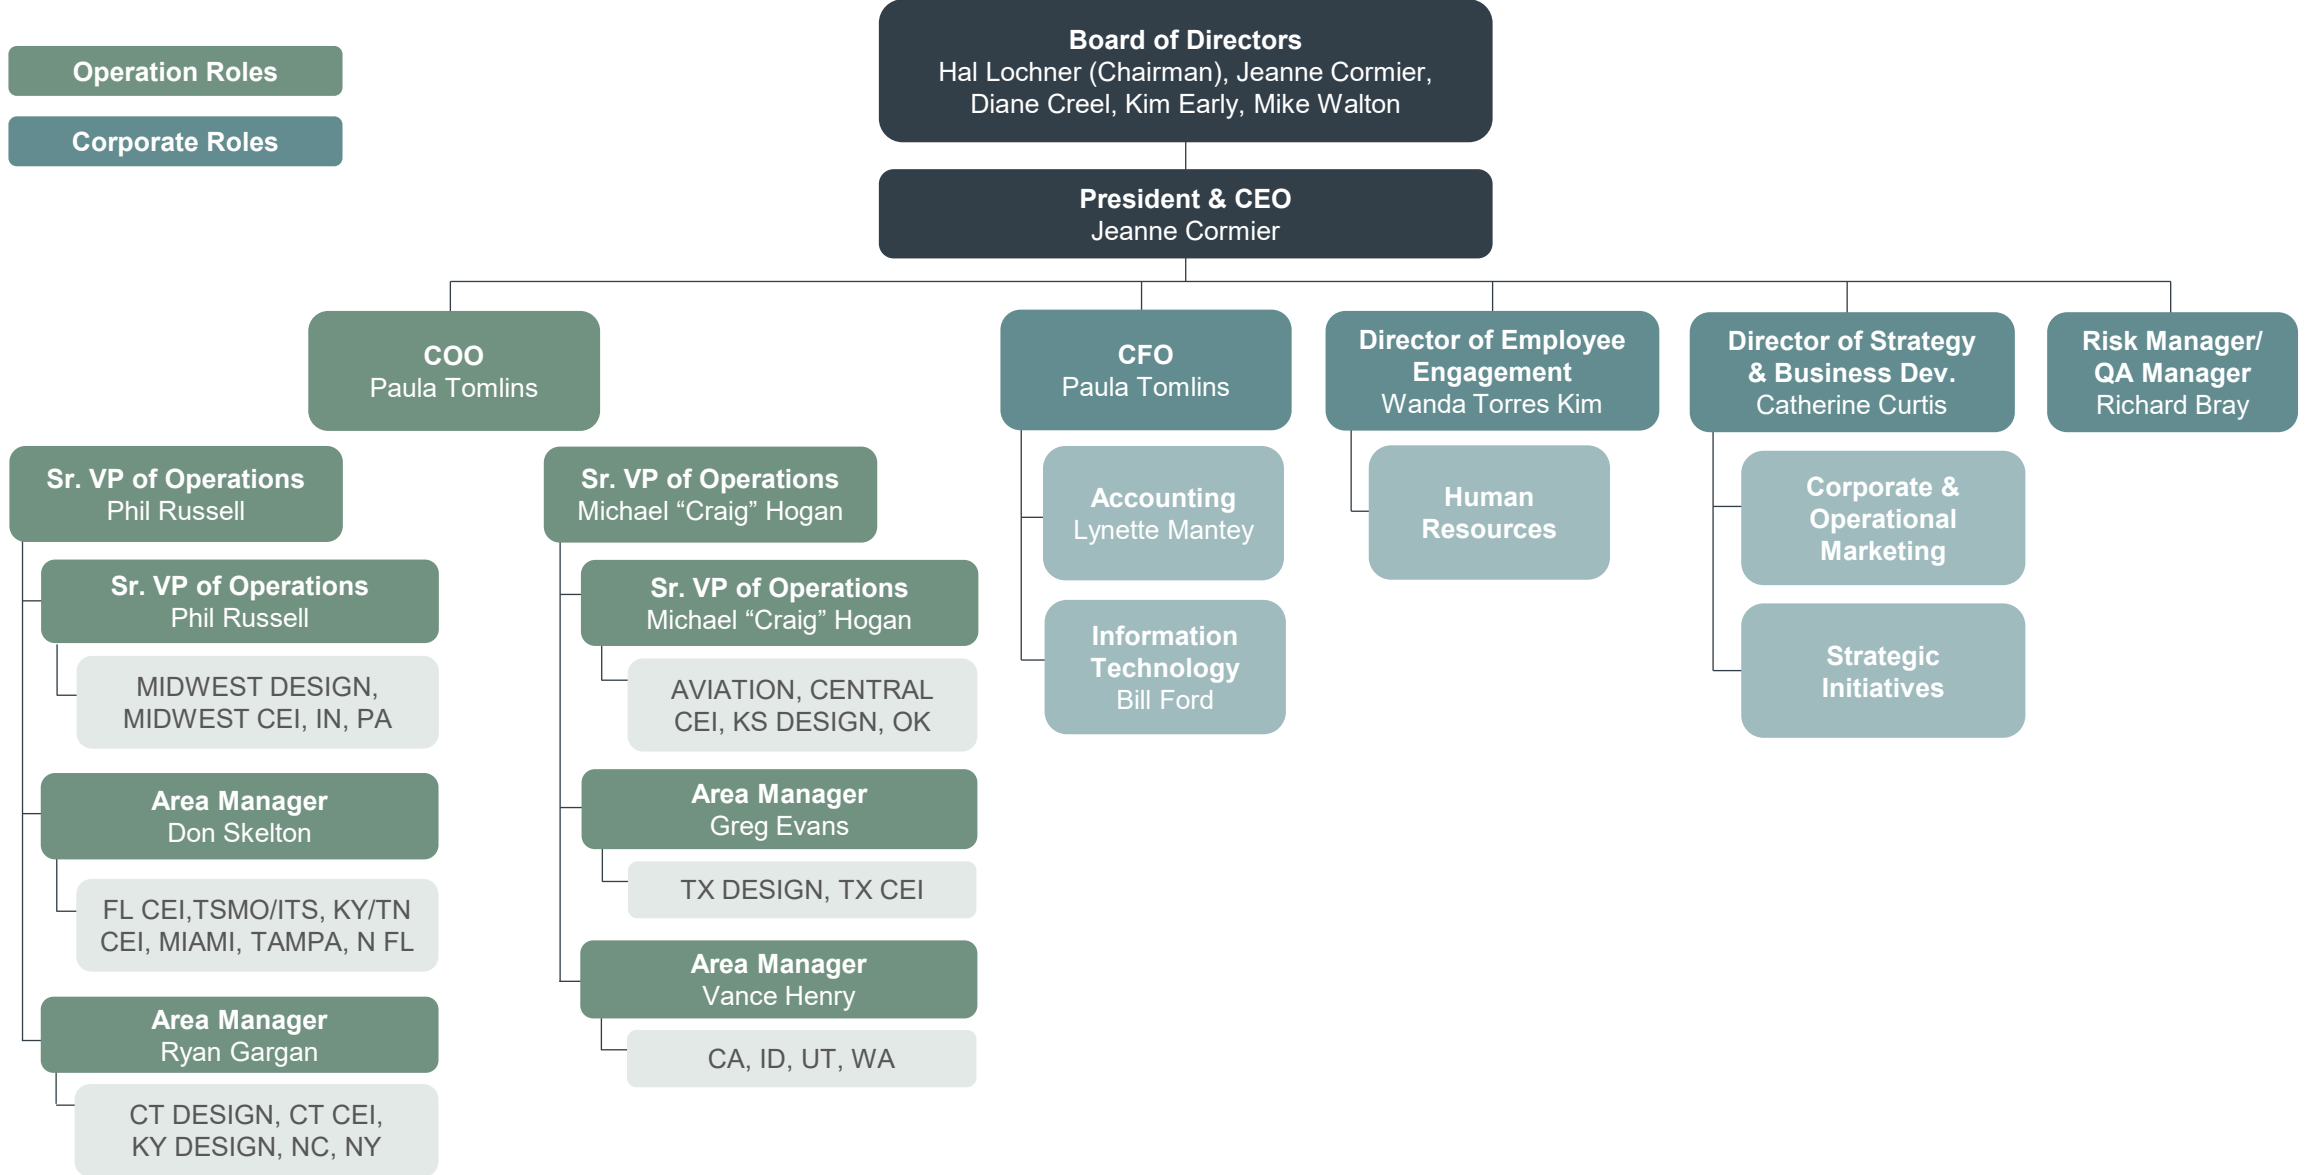 Operation Roles
Corporate Roles
Board of Directors
Hal Lochner (Chairman), Jeanne Cormier,
Diane Creel, Kim Early, Mike Walton
President & CEO
Jeanne Cormier
COO
Paula Tomlins
Sr. VP of Operations
Phil Russell
Sr. VP of Operations
Phil Russell
MIDWEST DESIGN,
MIDWEST CEI, IN, PA
Area Manager
Don Skelton
FL CEI,TSMO/ITS, KY/TN
CEI, MIAMI, TAMPA, N FL
Area Manager
Ryan Gargan
CT DESIGN, CT CEI,
KY DESIGN, NC, NY
Sr. VP of Operations
Michael “Craig” Hogan
Sr. VP of Operations
Michael “Craig” Hogan
AVIATION, CENTRAL
CEI, KS DESIGN, OK
Area Manager
Greg Evans
TX DESIGN, TX CEI
Area Manager
Vance Henry
CA, ID, UT, WA
CFO
Paula Tomlins
Accounting
Lynette Mantey
Information
Technology
Bill Ford
Director of Employee
Engagement
Wanda Torres Kim
Human
Resources
Director of Strategy
& Business Dev.
Catherine Curtis
Corporate &
Operational
Marketing
Strategic
Initiatives
Risk Manager/
QA Manager
Richard Bray